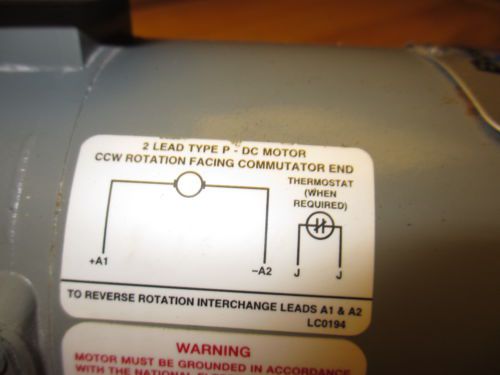 2 LEAD TYPE P - DC MOTOR
CCW ROTATION FACING COMMUTATOR END
THERMOSTAT
(WHEN
REQUIRED)
+A1
–A2
J J
TO REVERSE ROTATION INTERCHANGE LEADS A1 & A2
LC0194
WARNING
MOTOR MUST BE GROUNDED IN ACCORDANCE
WITH THE NATIONAL